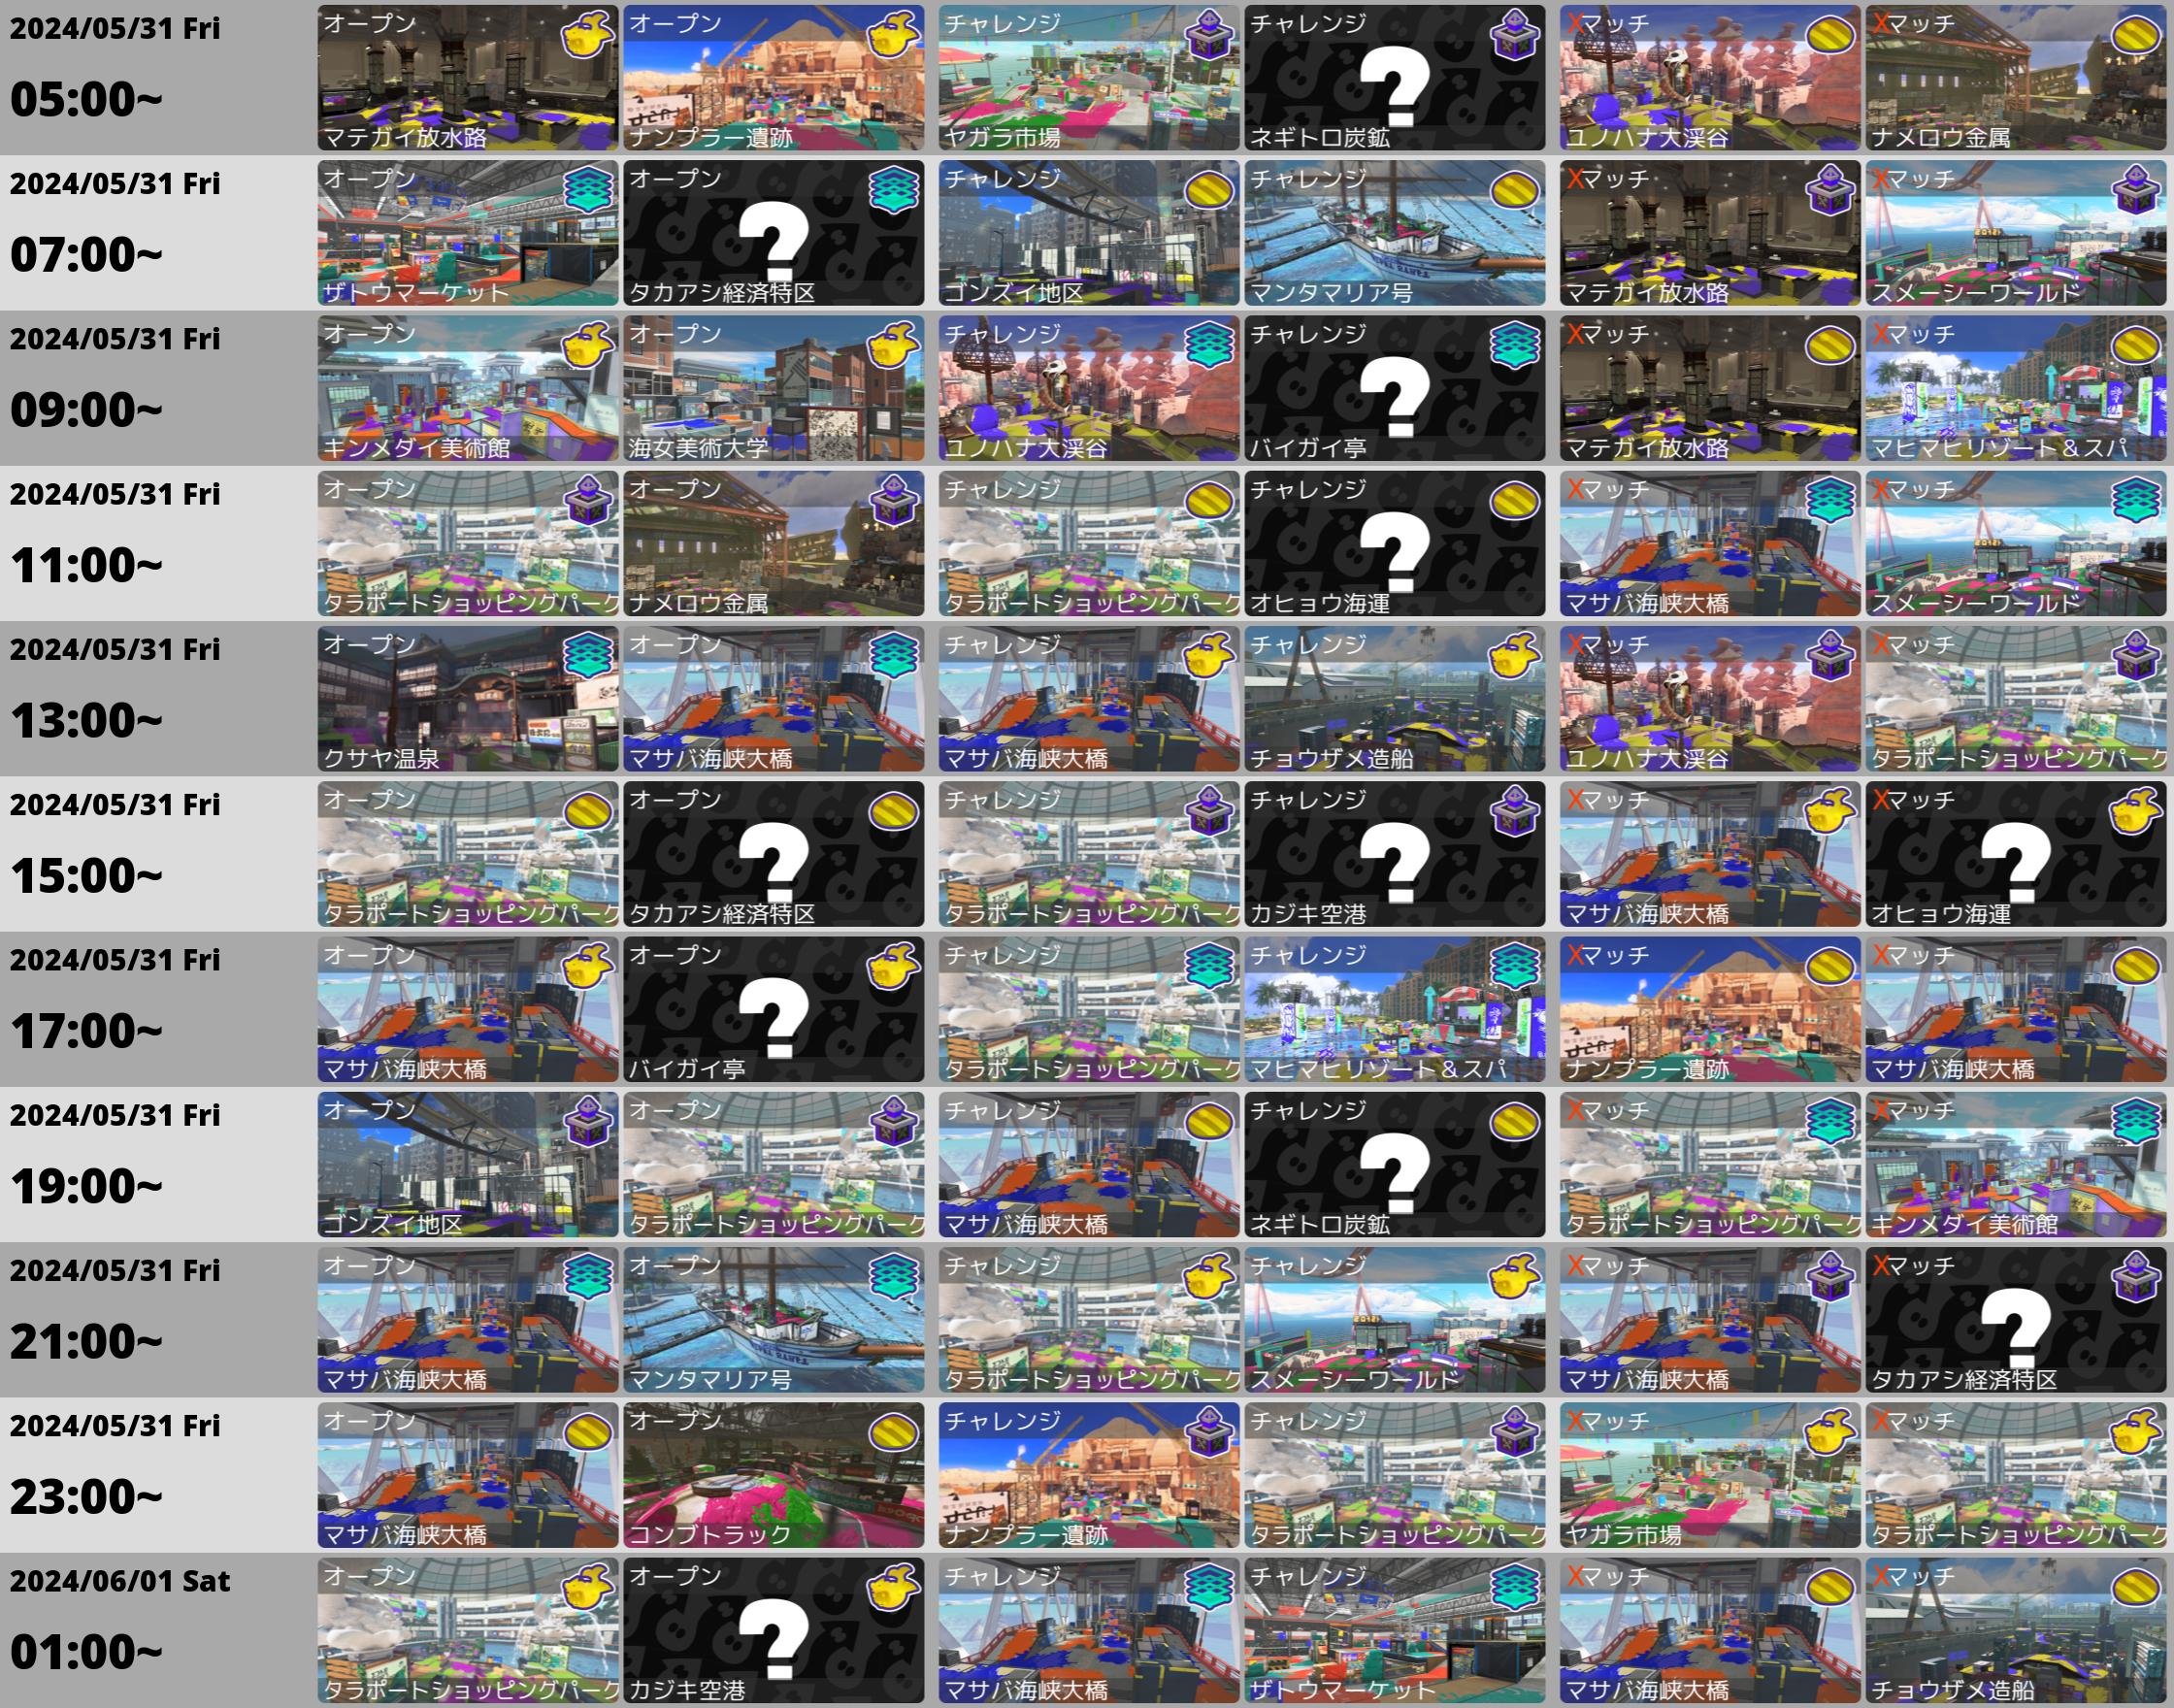 2024/05/31 Fri
05:00~
オープン
マテガイ放水路
オープン
ナンプラー遺跡
チャレンジ
ヤガラ市場
チャレンジ
ネギトロ炭鉱
Xマッチ
ユノハナ大渓谷
Xマッチ
ナメロウ金属
2024/05/31 Fri
07:00~
オープン
ザトウマーケット
オープン
タカアシ経済特区
チャレンジ
ゴンズイ地区
チャレンジ
マンタマリア号
Xマッチ
マテガイ放水路
Xマッチ
スメーシーワールド
2024/05/31 Fri
09:00~
オープン
キンメダイ美術館
オープン
海女美術大学
チャレンジ
ユノハナ大渓谷
チャレンジ
バイガイ亭
Xマッチ
マテガイ放水路
Xマッチ
マヒマヒリゾート&スパ
2024/05/31 Fri
11:00~
オープン
タラポートショッピングパーク
オープン
ナメロウ金属
チャレンジ
タラポートショッピングパーク
チャレンジ
オヒョウ海運
Xマッチ
マサバ海峡大橋
Xマッチ
スメーシーワールド
2024/05/31 Fri
13:00~
オープン
クサヤ温泉
オープン
マサバ海峡大橋
チャレンジ
マサバ海峡大橋
チャレンジ
チョウザメ造船
Xマッチ
ユノハナ大渓谷
Xマッチ
タラポートショッピングパーク
2024/05/31 Fri
15:00~
オープン
タラポートショッピングパーク
オープン
タカアシ経済特区
チャレンジ
タラポートショッピングパーク
チャレンジ
カジキ空港
Xマッチ
マサバ海峡大橋
Xマッチ
オヒョウ海運
2024/05/31 Fri
17:00~
オープン
マサバ海峡大橋
オープン
バイガイ亭
チャレンジ
タラポートショッピングパーク
チャレンジ
マヒマヒリゾート&スパ
Xマッチ
ナンプラー遺跡
Xマッチ
マサバ海峡大橋
2024/05/31 Fri
19:00~
オープン
ゴンズイ地区
オープン
タラポートショッピングパーク
チャレンジ
マサバ海峡大橋
チャレンジ
ネギトロ炭鉱
Xマッチ
タラポートショッピングパーク
Xマッチ
キンメダイ美術館
2024/05/31 Fri
21:00~
オープン
マサバ海峡大橋
オープン
マンタマリア号
チャレンジ
タラポートショッピングパーク
チャレンジ
スメーシーワールド
Xマッチ
マサバ海峡大橋
Xマッチ
タカアシ経済特区
2024/05/31 Fri
23:00~
オープン
マサバ海峡大橋
オープン
コンブトラック
チャレンジ
ナンプラー遺跡
チャレンジ
タラポートショッピングパーク
Xマッチ
ヤガラ市場
Xマッチ
タラポートショッピングパーク
2024/06/01 Sat
01:00~
オープン
タラポートショッピングパーク
オープン
カジキ空港
チャレンジ
マサバ海峡大橋
チャレンジ
ザトウマーケット
Xマッチ
マサバ海峡大橋
Xマッチ
チョウザメ造船